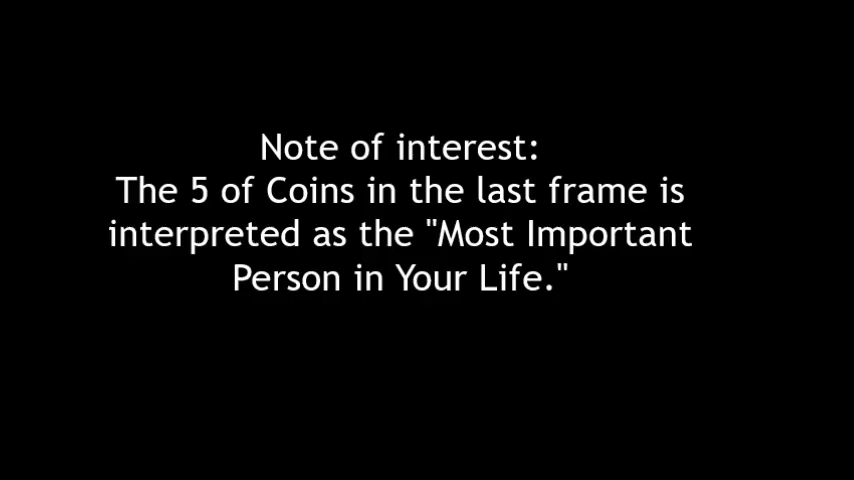 Note of interest:
The 5 of Coins in the last frame is
interpreted as the "Most Important
Person in Your Life."